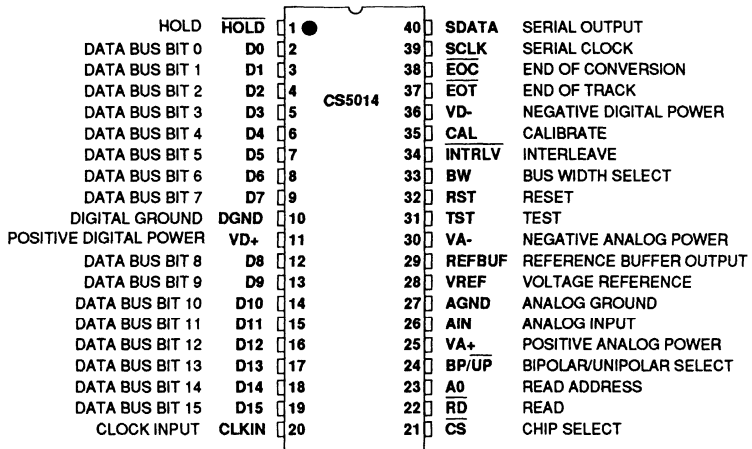 HOLD H̅O̅L̅D̅ 1 40 SDATA SERIAL OUTPUT
DATA BUS BIT 0 D0 2 39 SCLK SERIAL CLOCK
DATA BUS BIT 1 D1 3 38 E̅O̅C̅ END OF CONVERSION
DATA BUS BIT 2 D2 4 CS5014 37 E̅O̅T̅ END OF TRACK
DATA BUS BIT 3 D3 5 36 VD- NEGATIVE DIGITAL POWER
DATA BUS BIT 4 D4 6 35 CAL CALIBRATE
DATA BUS BIT 5 D5 7 34 I̅N̅T̅R̅L̅V̅ INTERLEAVE
DATA BUS BIT 6 D6 8 33 BW BUS WIDTH SELECT
DATA BUS BIT 7 D7 9 32 RST RESET
DIGITAL GROUND DGND 10 31 TST TEST
POSITIVE DIGITAL POWER VD+ 11 30 VA- NEGATIVE ANALOG POWER
DATA BUS BIT 8 D8 12 29 REFBUF REFERENCE BUFFER OUTPUT
DATA BUS BIT 9 D9 13 28 VREF VOLTAGE REFERENCE
DATA BUS BIT 10 D10 14 27 AGND ANALOG GROUND
DATA BUS BIT 11 D11 15 26 AIN ANALOG INPUT
DATA BUS BIT 12 D12 16 25 VA+ POSITIVE ANALOG POWER
DATA BUS BIT 13 D13 17 24 BP/U̅P̅ BIPOLAR/UNIPOLAR SELECT
DATA BUS BIT 14 D14 18 23 A0 READ ADDRESS
DATA BUS BIT 15 D15 19 22 R̅D̅ READ
CLOCK INPUT CLKIN 20 21 C̅S̅ CHIP SELECT